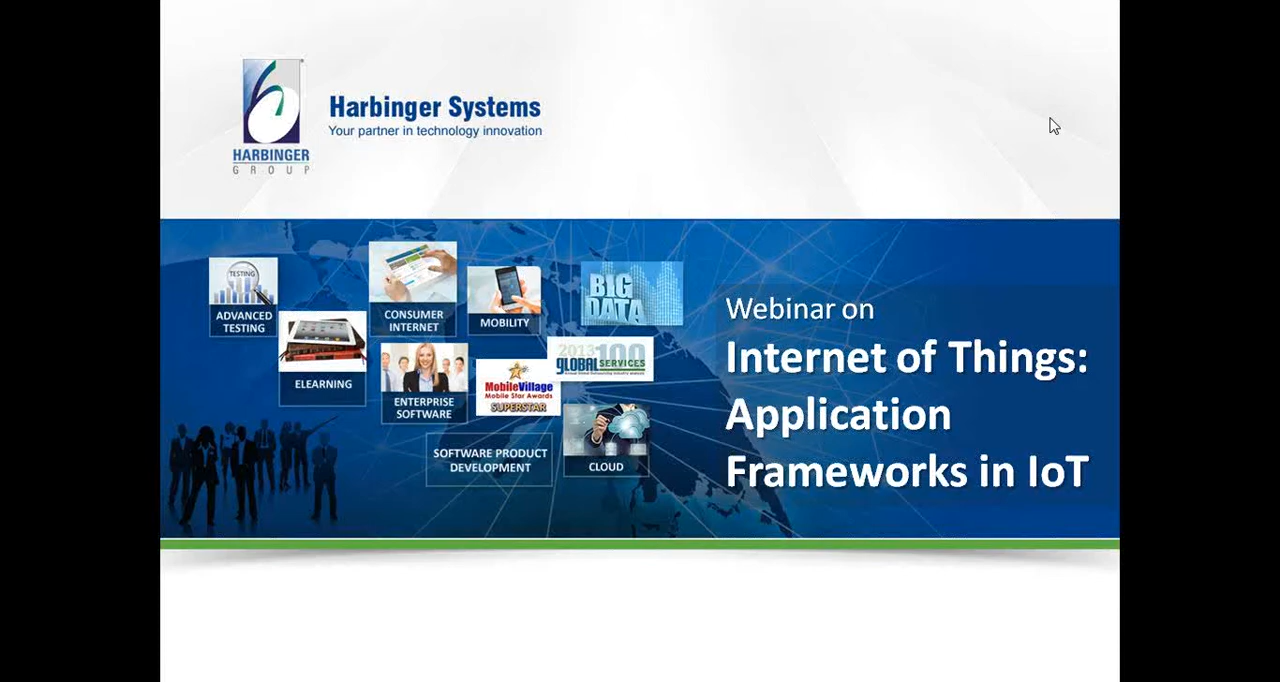 HARBINGER
GROUP
Harbinger Systems
Your partner in technology innovation
TESTING
ADVANCED
TESTING
CONSUMER
INTERNET
MOBILITY
BIG
DATA
ELEARNING
ENTERPRISE
SOFTWARE
MobileVillage
Mobile Star Awards
SUPERSTAR
2013 100
GLOBAL SERVICES
SOFTWARE PRODUCT
DEVELOPMENT
CLOUD
Webinar on
Internet of Things:
Application
Frameworks in IoT